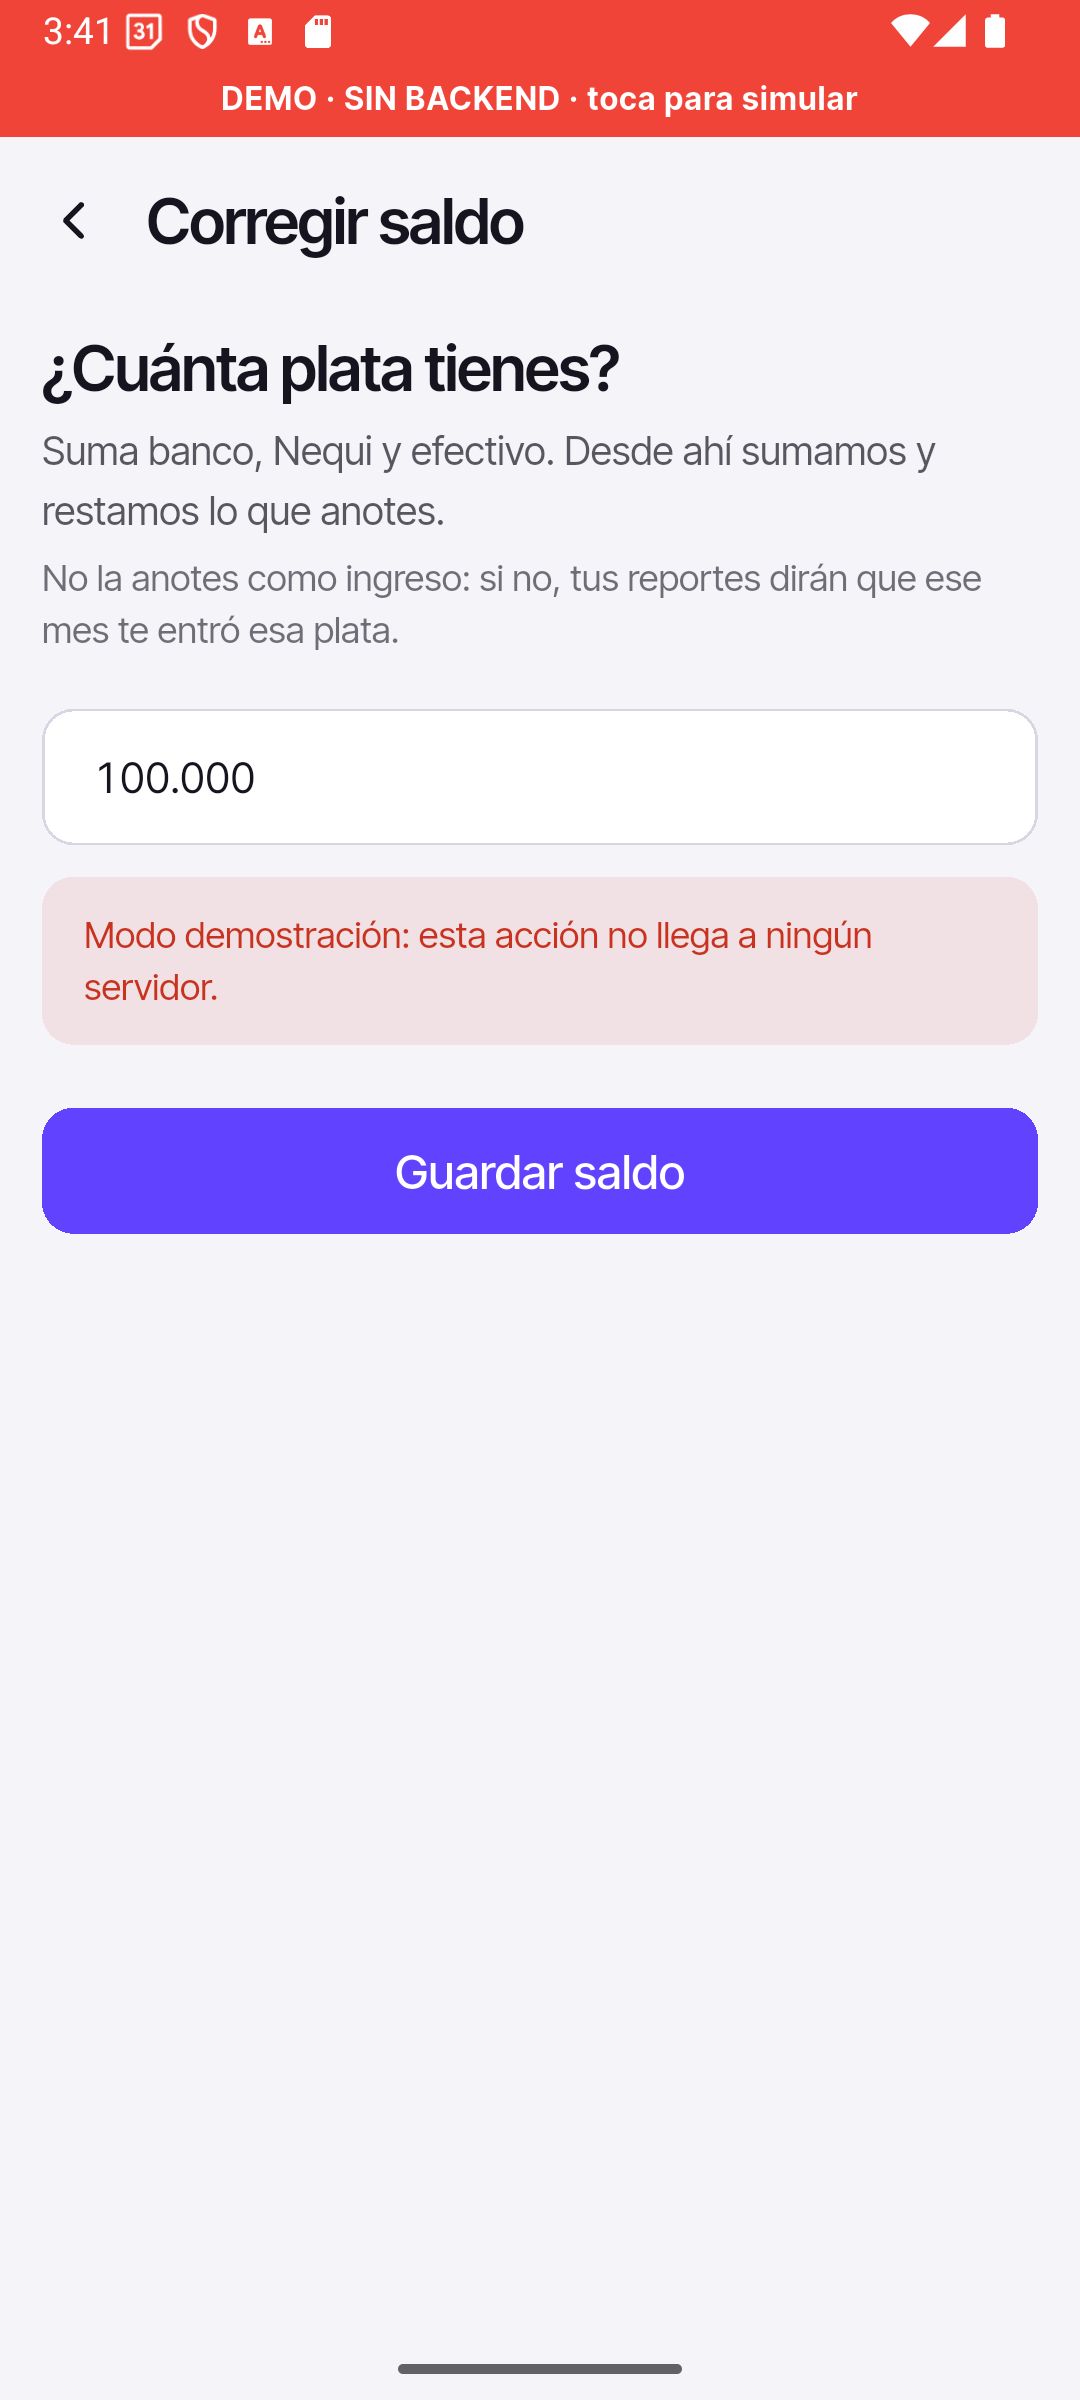 3:41 31 A
DEMO · SIN BACKEND · toca para simular
Corregir saldo
¿Cuánta plata tienes?
Suma banco, Nequi y efectivo. Desde ahí sumamos y
restamos lo que anotes.
No la anotes como ingreso: si no, tus reportes dirán que ese
mes te entró esa plata.
100.000
Modo demostración: esta acción no llega a ningún
servidor.
Guardar saldo